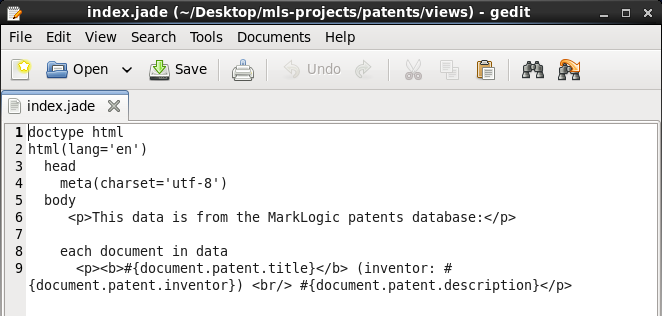 index.jade (~/Desktop/mls-projects/patents/views) - gedit
File Edit View Search Tools Documents Help
Open Save Undo
index.jade
1 doctype html
2 html(lang='en')
3   head
4     meta(charset='utf-8')
5   body
6      <p>This data is from the MarkLogic patents database:</p>
7
8     each document in data
9       <p><b>#{document.patent.title}</b> (inventor: #
{document.patent.inventor}) <br/> #{document.patent.description}</p>